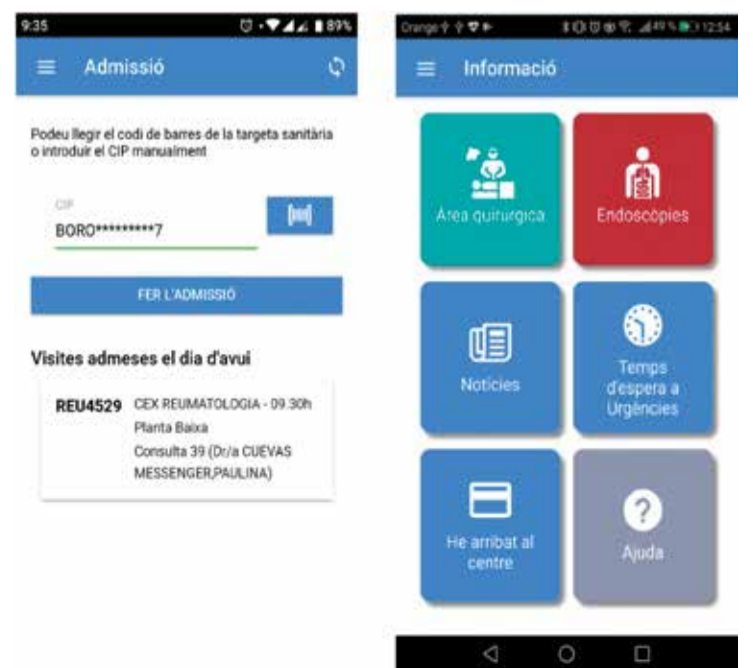 9:35
89%
Admissió
Podeu llegir el codi de barres de la targeta sanitària
o introduir el CIP manualment
CIP
BORO*********7
FER L'ADMISSIÓ
Visites admeses el dia d'avui
REU4529 CEX REUMATOLOGIA - 09.30h
Planta Baixa
Consulta 39 (Dr/a CUEVAS
MESSENGER,PAULINA)
Orange
49 % 12:54
Informació
Àrea quirúrgica
Endoscòpies
Notícies
Temps
d'espera a
Urgències
He arribat al
centre
Ajuda